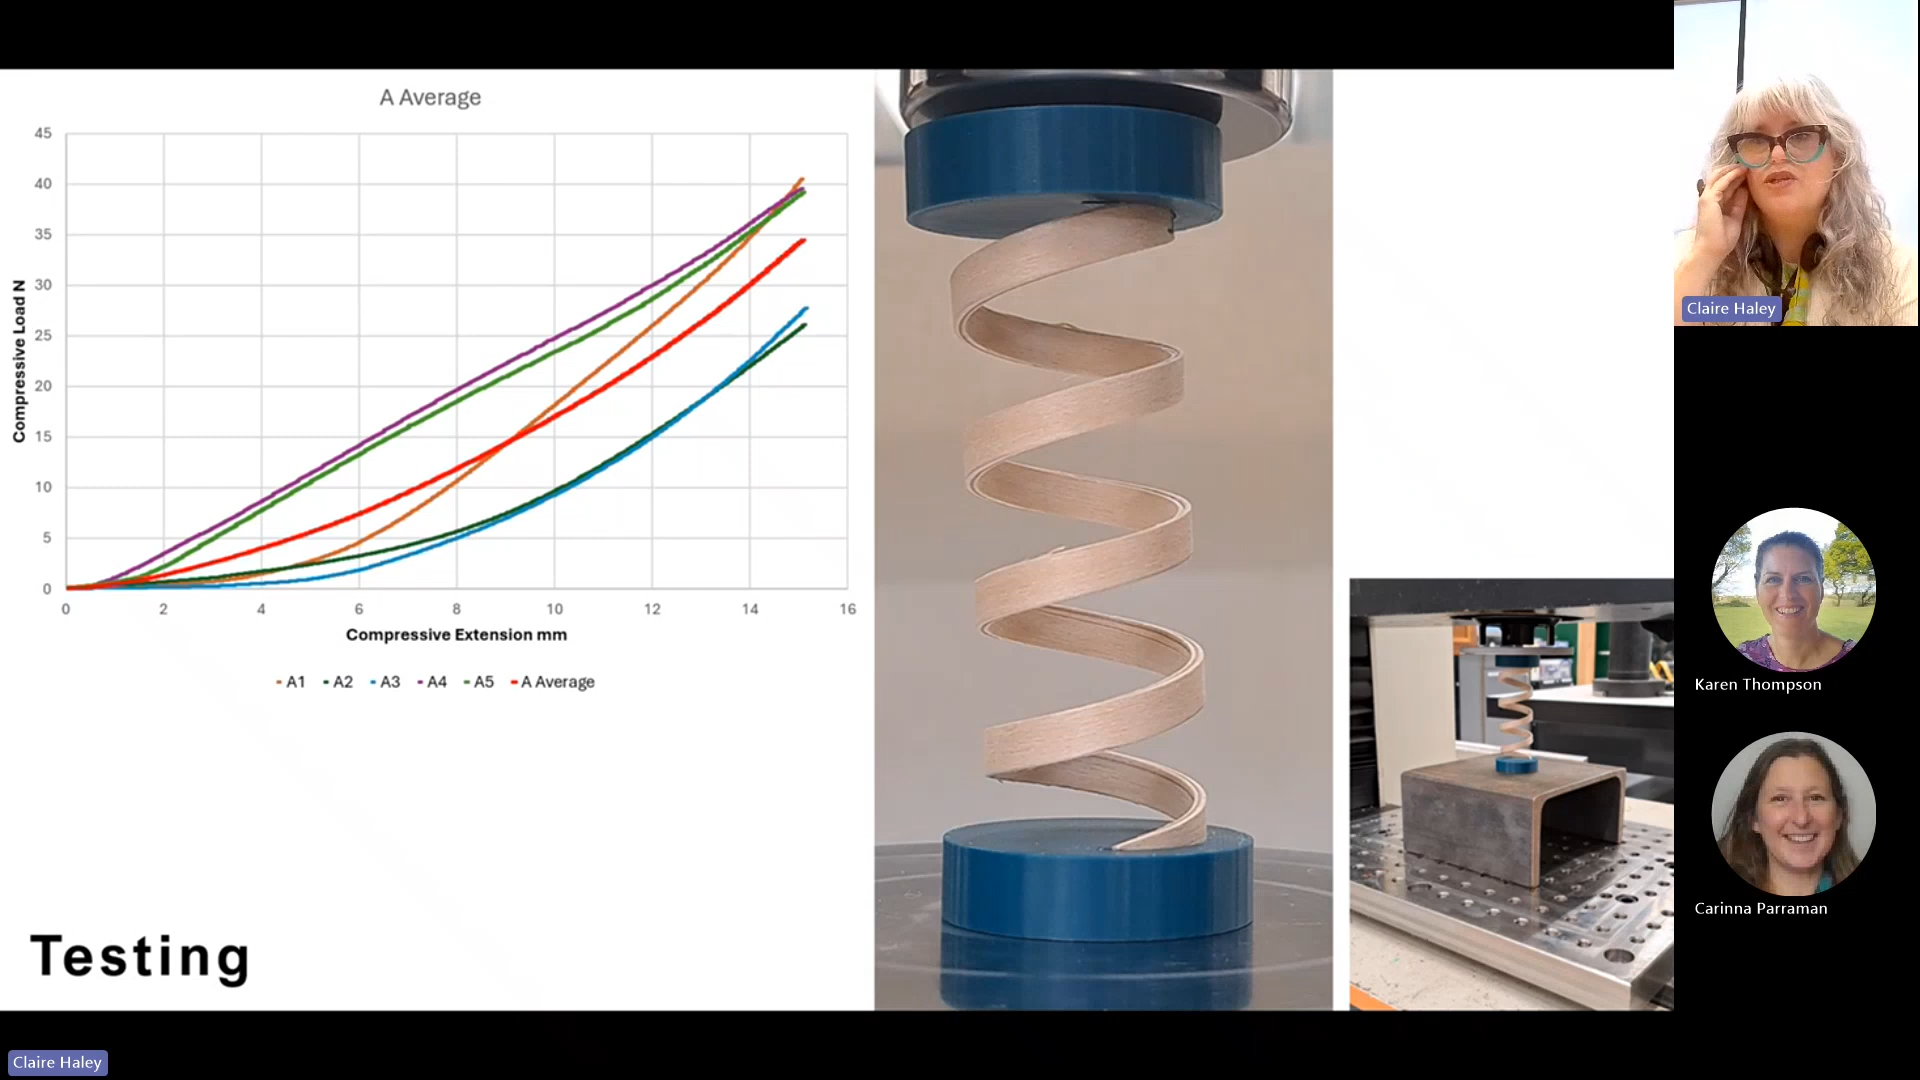 A Average
45
40
35
30
25
20
15
10
5
0
Compressive Load N
0 2 4 6 8 10 12 14 16
Compressive Extension mm
A1 A2 A3 A4 A5 A Average
Testing
Claire Haley
Karen Thompson
Carinna Parraman
Claire Haley